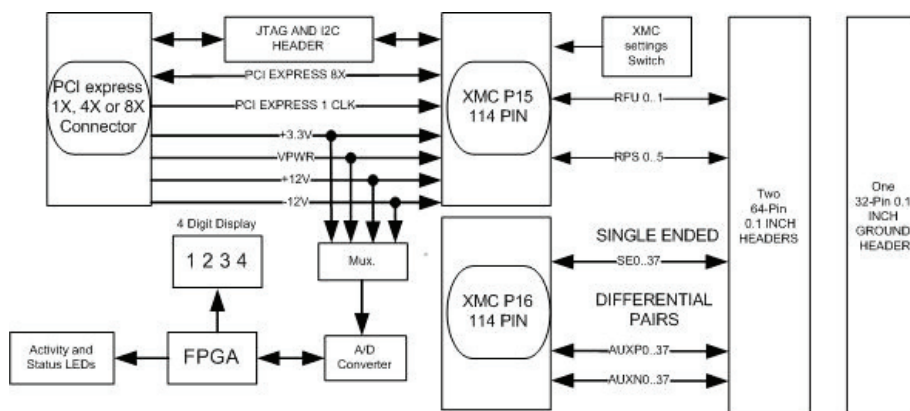 JTAG AND I2C
HEADER
XMC
settings
Switch
PCI express
1X, 4X or 8X
Connector
PCI EXPRESS 8X
PCI EXPRESS 1 CLK
+3.3V
VPWR
+12V
-12V
XMC P15
114 PIN
RFU 0..1
RPS 0..5
Two
64-Pin
0.1 INCH
HEADERS
One
32-Pin 0.1
INCH
GROUND
HEADER
4 Digit Display
1 2 3 4
Mux.
XMC P16
114 PIN
SINGLE ENDED
SE0..37
DIFFERENTIAL
PAIRS
AUXP0..37
AUXN0..37
Activity and
Status LEDs
FPGA
A/D
Converter